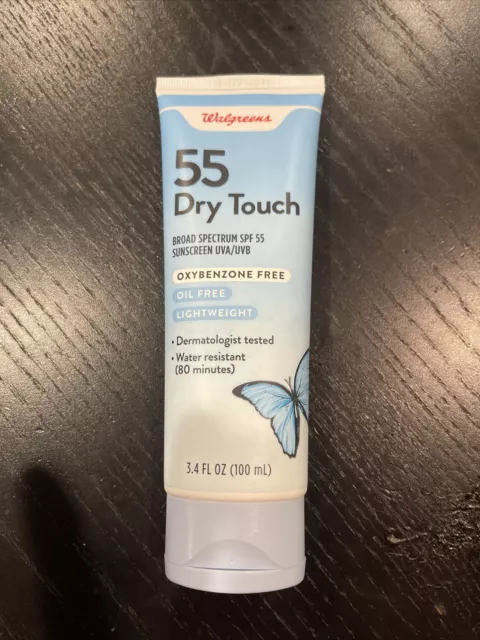 Walgreens
55
Dry Touch
BROAD SPECTRUM SPF 55
SUNSCREEN UVA/UVB
OXYBENZONE FREE
OIL FREE
LIGHTWEIGHT
• Dermatologist tested
• Water resistant
(80 minutes)
3.4 FL OZ (100 mL)